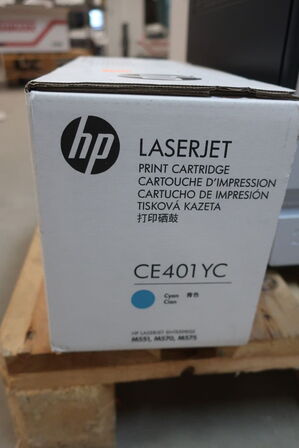 hp
LASERJET
PRINT CARTRIDGE
CARTOUCHE D'IMPRESSION
CARTUCHO DE IMPRESIÓN
TISKOVÁ KAZETA
打印硒鼓
CE401YC
Cyan 青色
Cian
HP LASERJET ENTERPRISE
M551, M570, M575